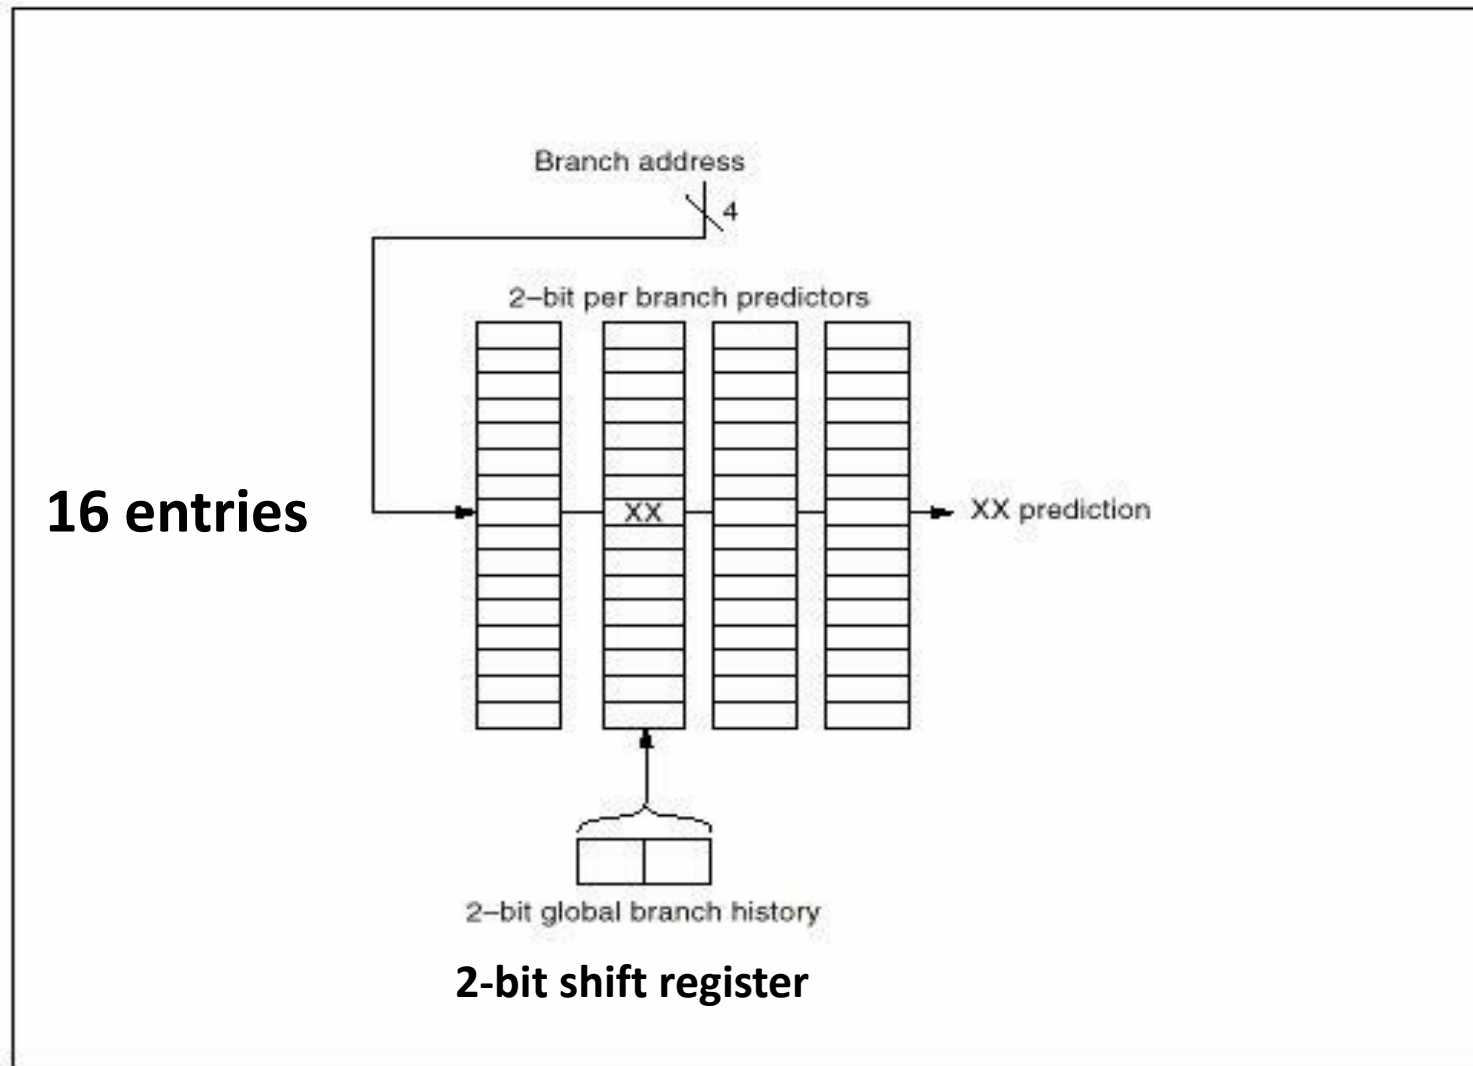 Branch address
4
2–bit per branch predictors
16 entries
XX
XX prediction
2–bit global branch history
2-bit shift register